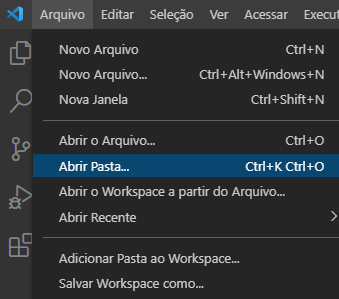 Arquivo Editar Seleção Ver Acessar Execut
Novo Arquivo Ctrl+N
Novo Arquivo... Ctrl+Alt+Windows+N
Nova Janela Ctrl+Shift+N
Abrir o Arquivo... Ctrl+O
Abrir Pasta... Ctrl+K Ctrl+O
Abrir o Workspace a partir do Arquivo...
Abrir Recente
Adicionar Pasta ao Workspace...
Salvar Workspace como...